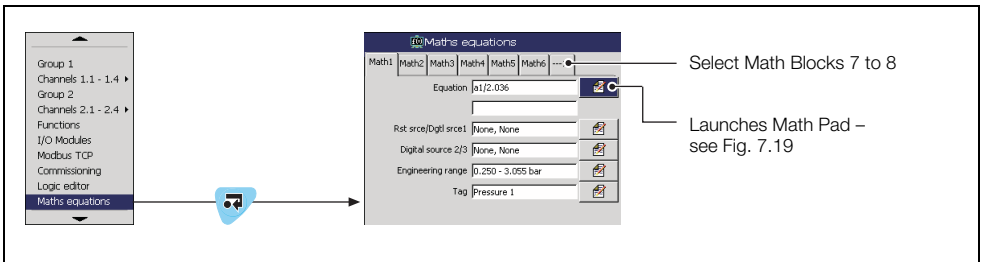 Group 1
Channels 1.1 - 1.4
Group 2
Channels 2.1 - 2.4
Functions
I/O Modules
Modbus TCP
Commissioning
Logic editor
Maths equations
Maths equations
Math1 Math2 Math3 Math4 Math5 Math6 ---
Equation a1/2.036
Rst srce/Dgtl srce1 None, None
Digital source 2/3 None, None
Engineering range 0.250 - 3.055 bar
Tag Pressure 1
Select Math Blocks 7 to 8
Launches Math Pad –
see Fig. 7.19